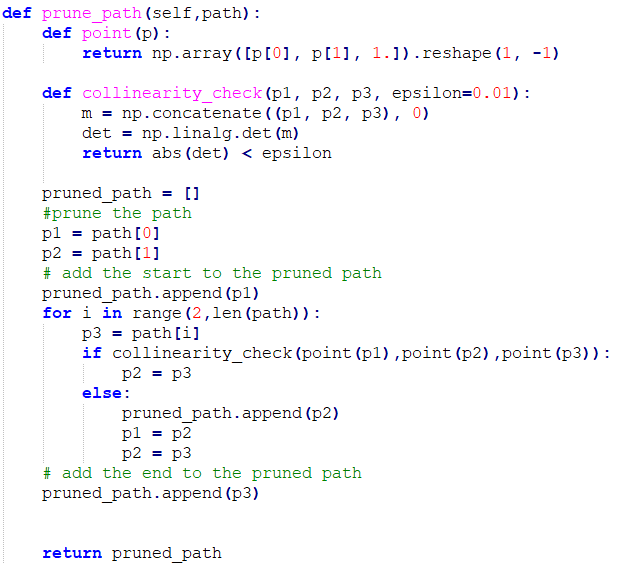 def prune_path(self,path):
    def point(p):
        return np.array([p[0], p[1], 1.]).reshape(1, -1)

    def collinearity_check(p1, p2, p3, epsilon=0.01):
        m = np.concatenate((p1, p2, p3), 0)
        det = np.linalg.det(m)
        return abs(det) < epsilon

    pruned_path = []
    #prune the path
    p1 = path[0]
    p2 = path[1]
    # add the start to the pruned path
    pruned_path.append(p1)
    for i in range(2,len(path)):
        p3 = path[i]
        if collinearity_check(point(p1),point(p2),point(p3)):
            p2 = p3
        else:
            pruned_path.append(p2)
            p1 = p2
            p2 = p3
    # add the end to the pruned path
    pruned_path.append(p3)


    return pruned_path